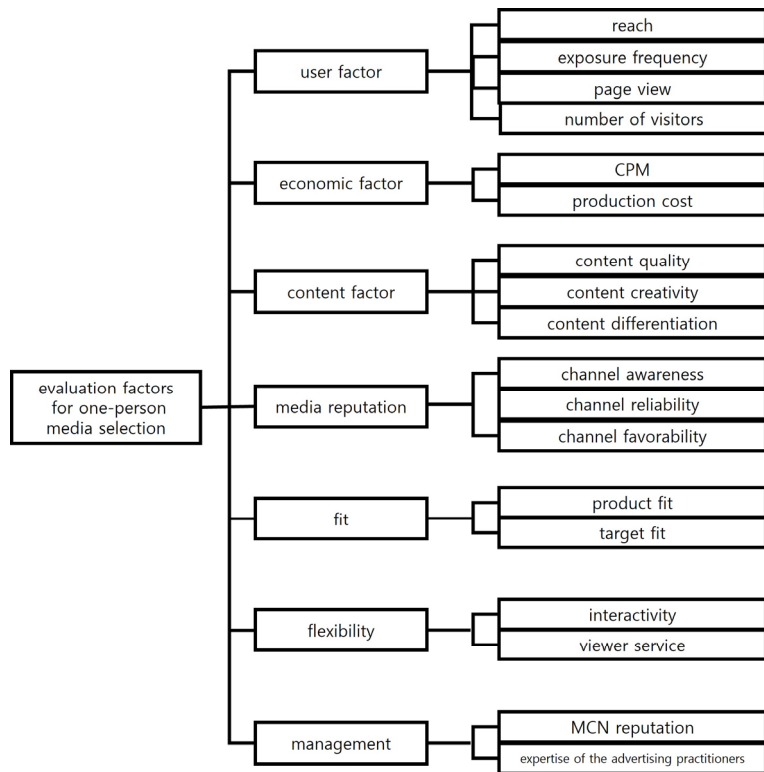 reach
exposure frequency
user factor
page view
number of visitors
CPM
economic factor
production cost
content quality
content factor
content creativity
content differentiation
channel awareness
evaluation factors
for one-person
media selection
media reputation
channel reliability
channel favorability
product fit
fit
target fit
interactivity
flexibility
viewer service
MCN reputation
management
expertise of the advertising practitioners